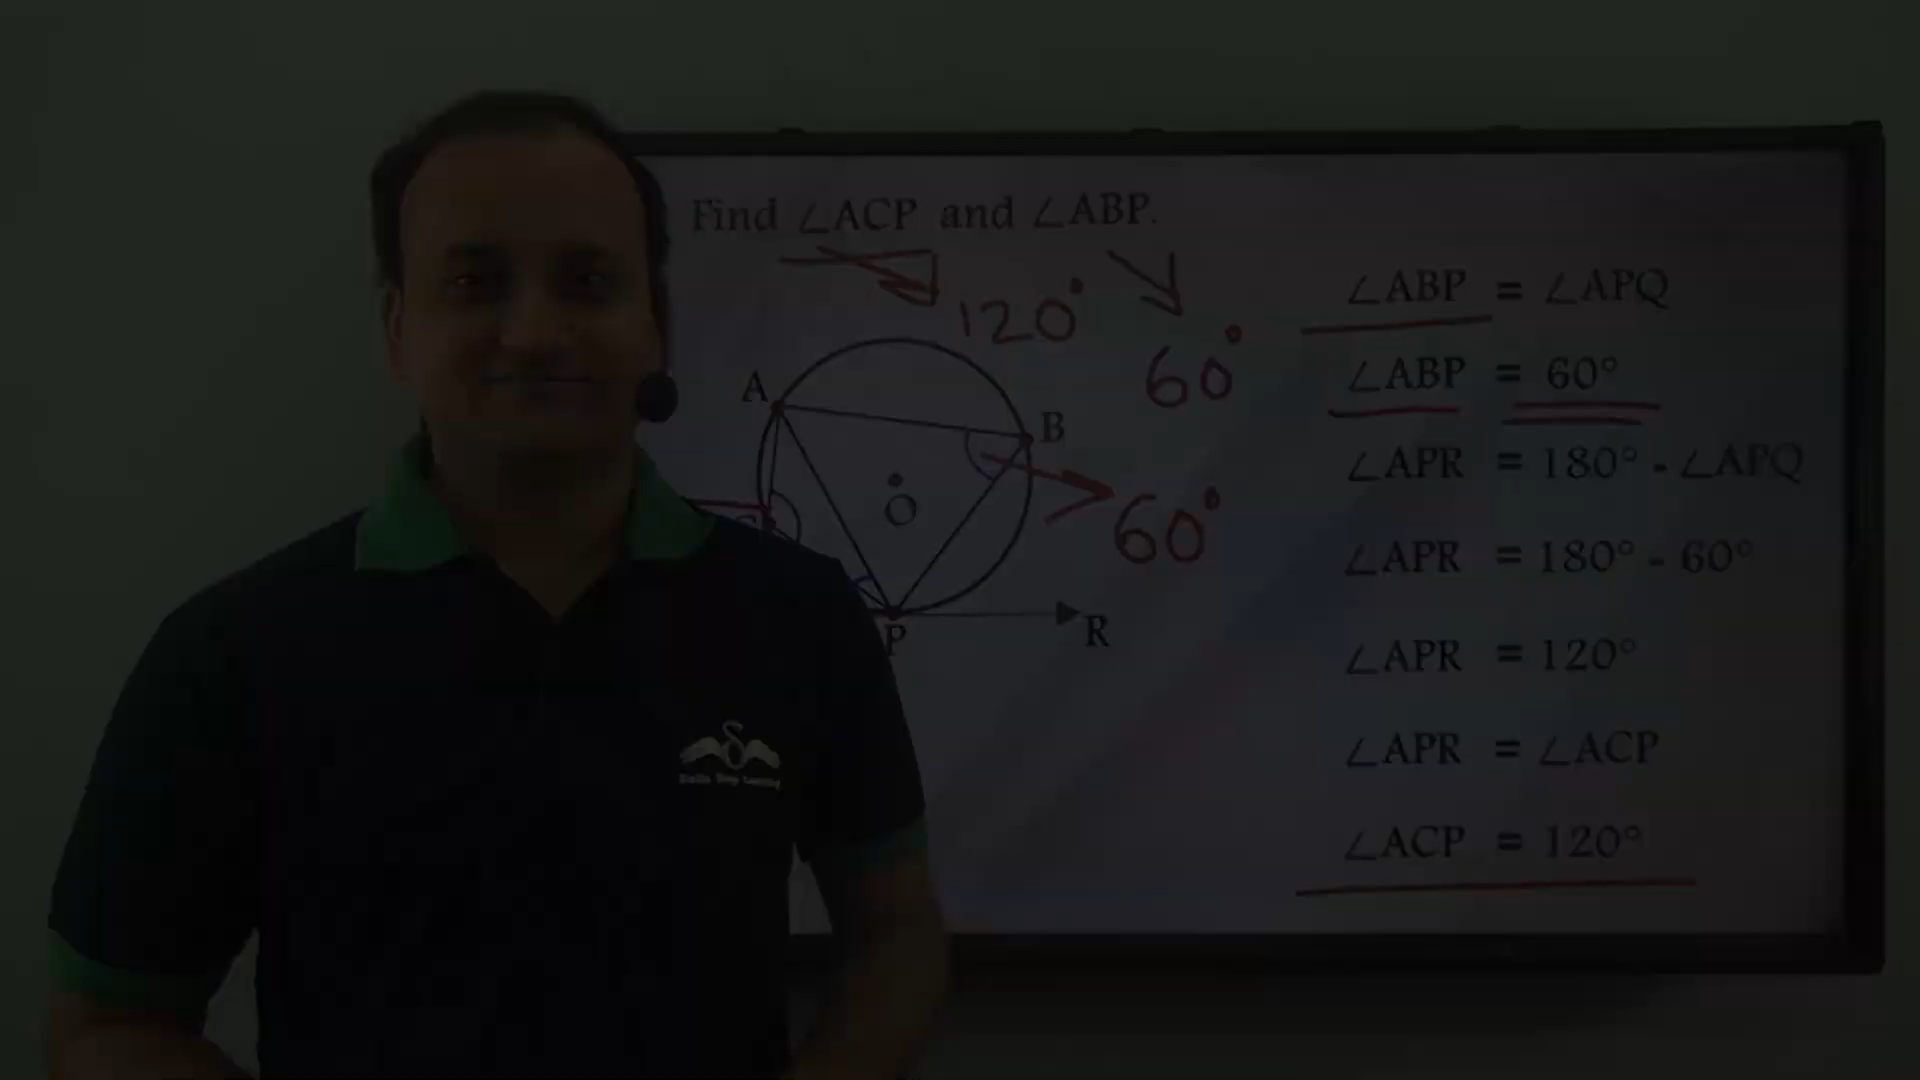 Find ∠ACP and ∠ABP.
120°
60°
A
B
60°
O
P
R
∠ABP = ∠APQ
∠ABP = 60°
∠APR = 180° - ∠APQ
∠APR = 180° - 60°
∠APR = 120°
∠APR = ∠ACP
∠ACP = 120°